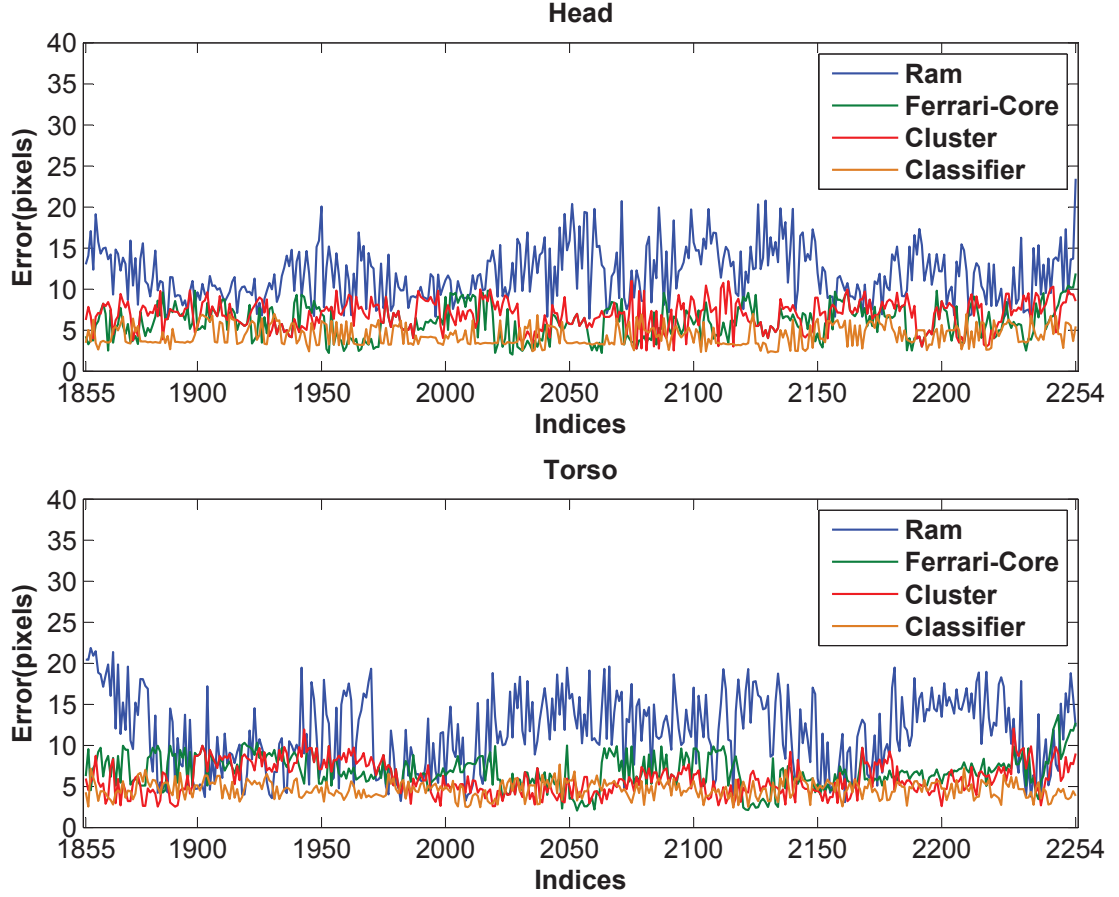 Head
40
35
30
25
20
15
10
5
0
Error(pixels)
Ram
Ferrari-Core
Cluster
Classifier
1855 1900 1950 2000 2050 2100 2150 2200 2254
Indices
Torso
40
35
30
25
20
15
10
5
0
Error(pixels)
Ram
Ferrari-Core
Cluster
Classifier
1855 1900 1950 2000 2050 2100 2150 2200 2254
Indices